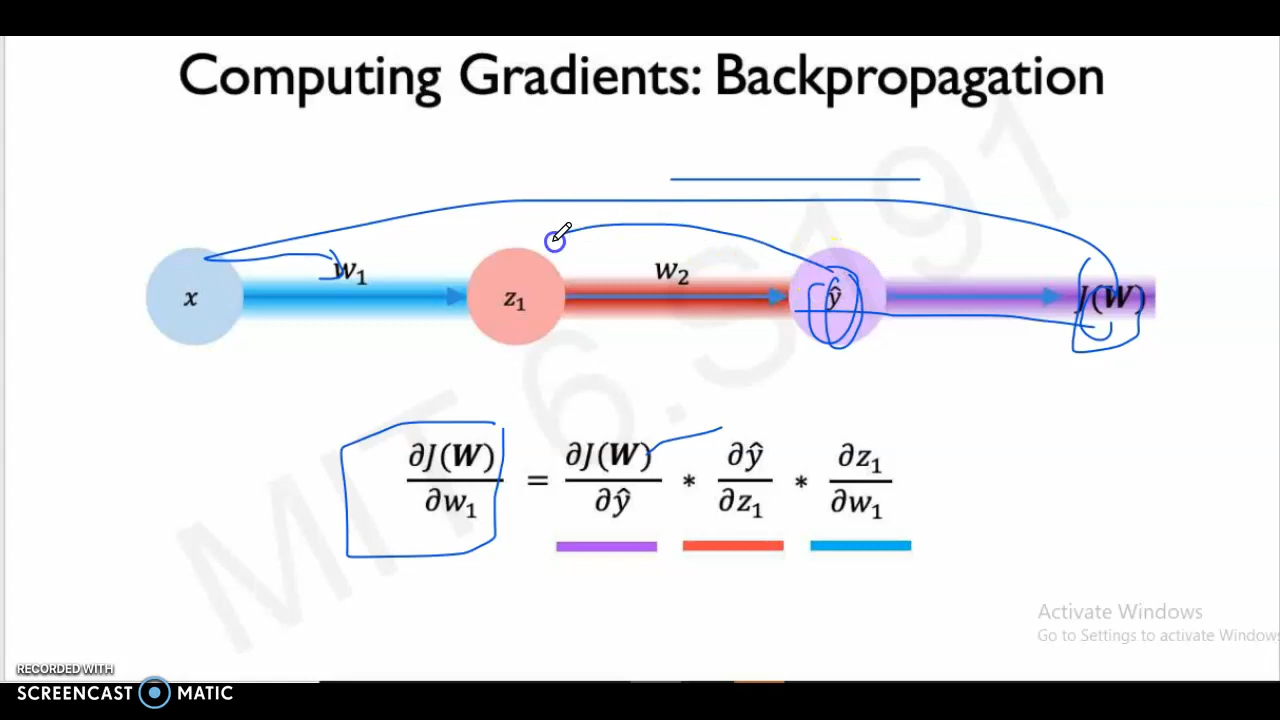 Computing Gradients: Backpropagation
w₁ w₂
x z₁ ŷ J(W)
∂J(W)/∂w₁ = ∂J(W)/∂ŷ * ∂ŷ/∂z₁ * ∂z₁/∂w₁
MIT 6.S191
Activate Windows
Go to Settings to activate Windows
RECORDED WITH
SCREENCAST MATIC